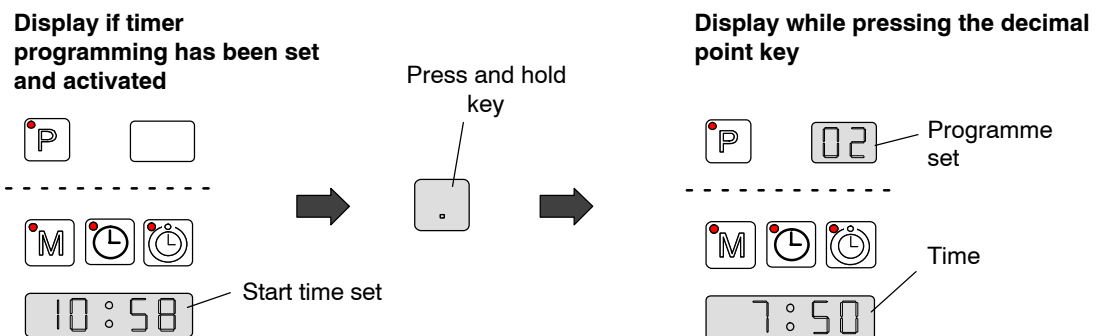 Display if timer
programming has been set
and activated
P
M
10:58
Start time set
Press and hold
key
.
Display while pressing the decimal
point key
P
02
Programme
set
M
Time
7:50